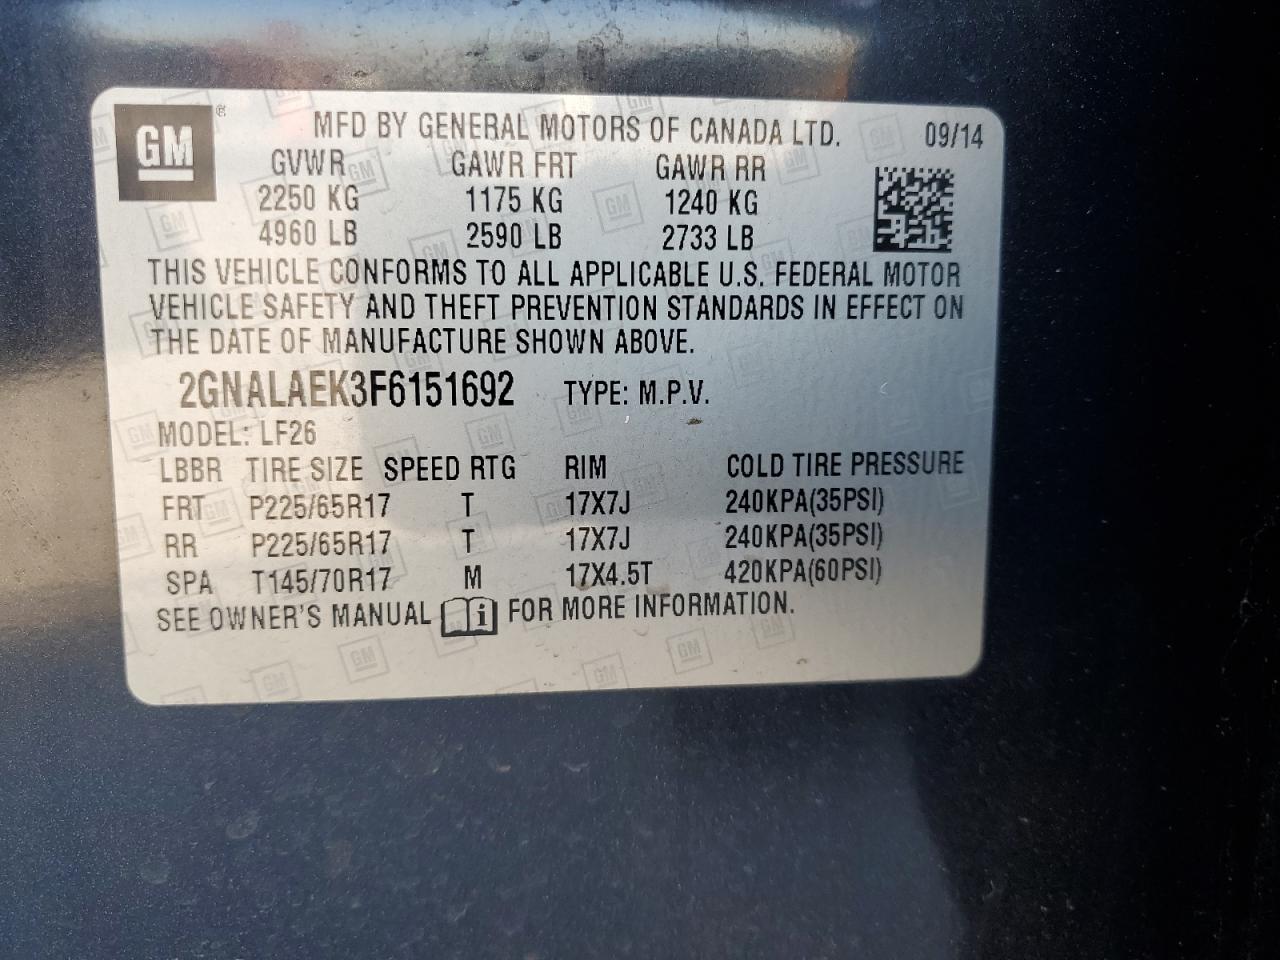 GM
MFD BY GENERAL MOTORS OF CANADA LTD. 09/14
GVWR GAWR FRT GAWR RR
2250 KG 1175 KG 1240 KG
4960 LB 2590 LB 2733 LB
THIS VEHICLE CONFORMS TO ALL APPLICABLE U.S. FEDERAL MOTOR
VEHICLE SAFETY AND THEFT PREVENTION STANDARDS IN EFFECT ON
THE DATE OF MANUFACTURE SHOWN ABOVE.
2GNALAEK3F6151692 TYPE: M.P.V.
MODEL: LF26
LBBR TIRE SIZE SPEED RTG RIM COLD TIRE PRESSURE
FRT P225/65R17 T 17X7J 240KPA(35PSI)
RR P225/65R17 T 17X7J 240KPA(35PSI)
SPA T145/70R17 M 17X4.5T 420KPA(60PSI)
SEE OWNER'S MANUAL i FOR MORE INFORMATION.